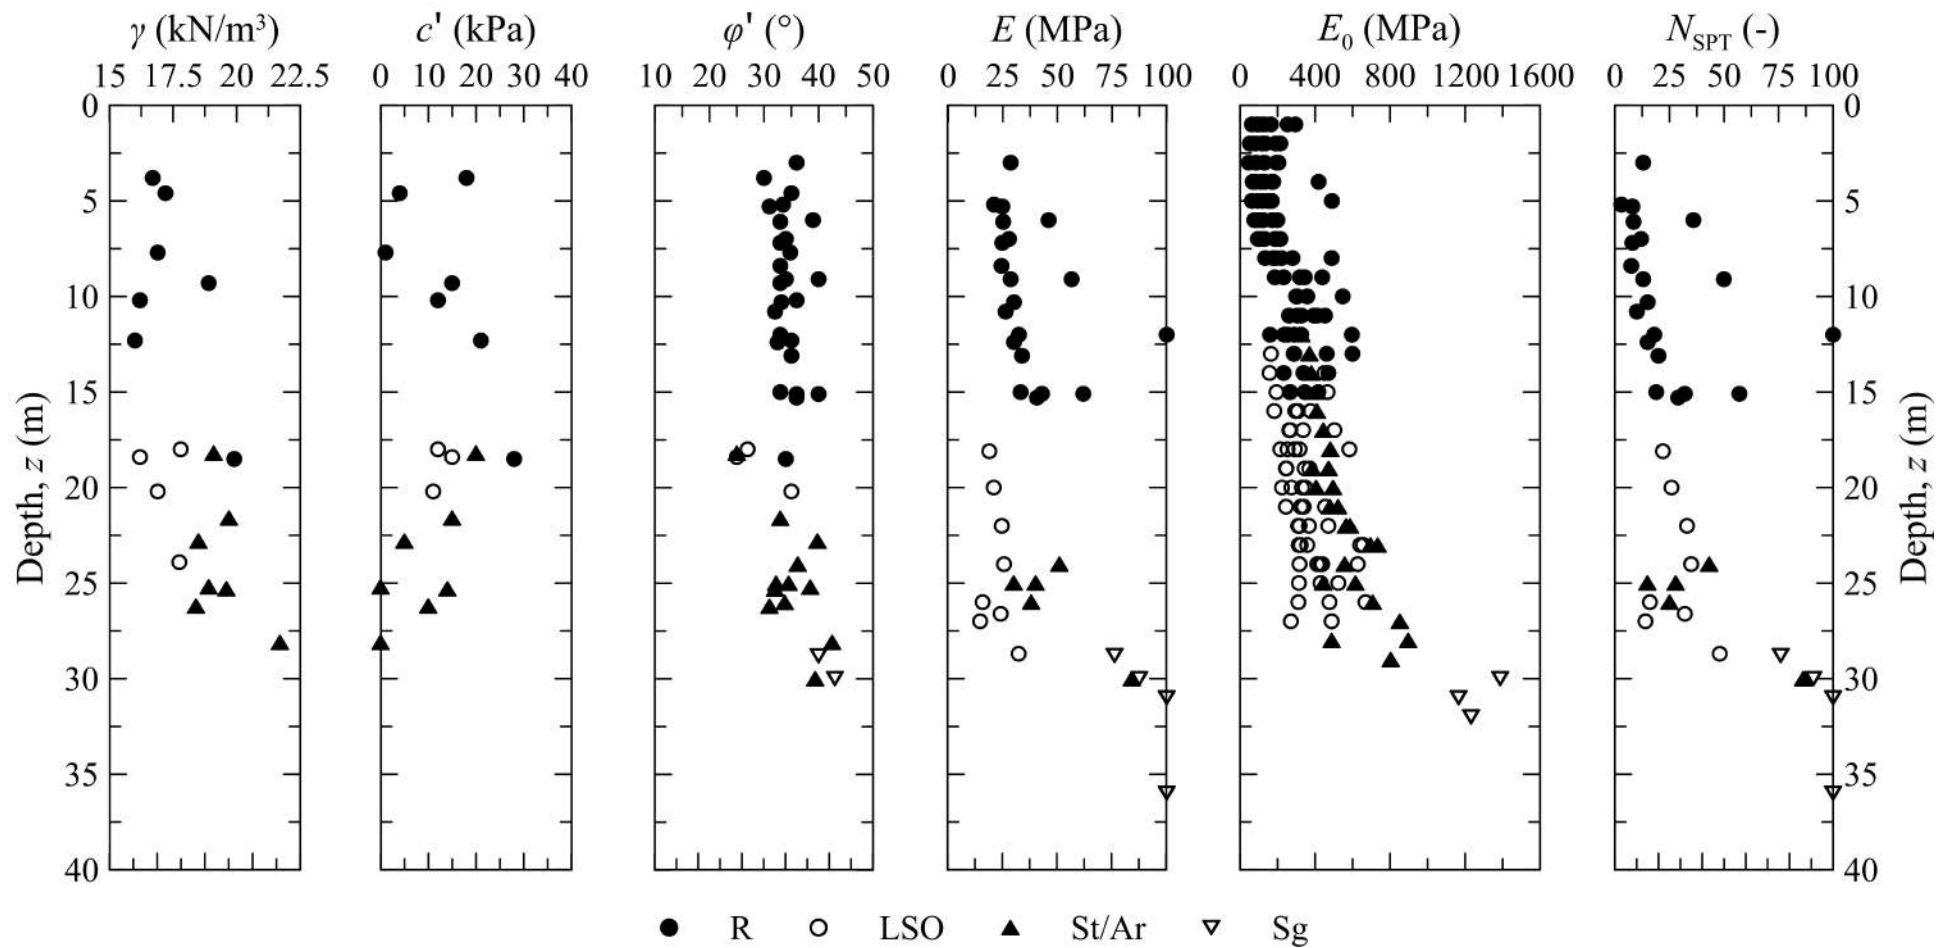 γ (kN/m³) c' (kPa) φ' (°) E (MPa) E₀ (MPa) N_SPT (-)
15 17.5 20 22.5 0 10 20 30 40 10 20 30 40 50 0 25 50 75 100 0 400 800 1200 1600 0 25 50 75 100
0 0
5 5
10 10
15 15
20 20
25 25
30 30
35 35
40 40
Depth, z (m)
Depth, z (m)
R LSO St/Ar Sg